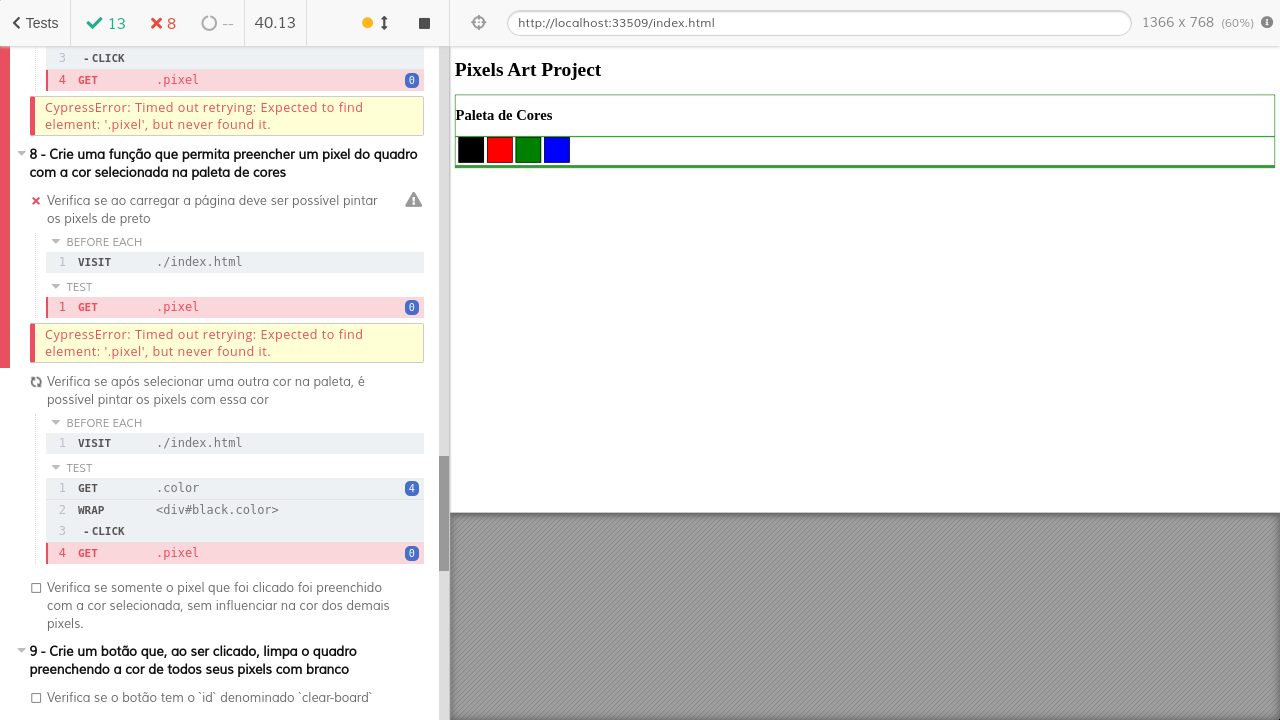 Tests
13
8
--
40.13
http://localhost:33509/index.html
1366 x 768 (60%)
3 - CLICK
4 GET .pixel 0
CypressError: Timed out retrying: Expected to find
element: '.pixel', but never found it.
8 - Crie uma função que permita preencher um pixel do quadro
com a cor selecionada na paleta de cores
Verifica se ao carregar a página deve ser possível pintar
os pixels de preto
BEFORE EACH
1 VISIT ./index.html
TEST
1 GET .pixel 0
CypressError: Timed out retrying: Expected to find
element: '.pixel', but never found it.
Verifica se após selecionar uma outra cor na paleta, é
possível pintar os pixels com essa cor
BEFORE EACH
1 VISIT ./index.html
TEST
1 GET .color 4
2 WRAP <div#black.color>
3 - CLICK
4 GET .pixel 0
Verifica se somente o pixel que foi clicado foi preenchido
com a cor selecionada, sem influenciar na cor dos demais
pixels.
9 - Crie um botão que, ao ser clicado, limpa o quadro
preenchendo a cor de todos seus pixels com branco
Verifica se o botão tem o `id` denominado `clear-board`
Pixels Art Project
Paleta de Cores